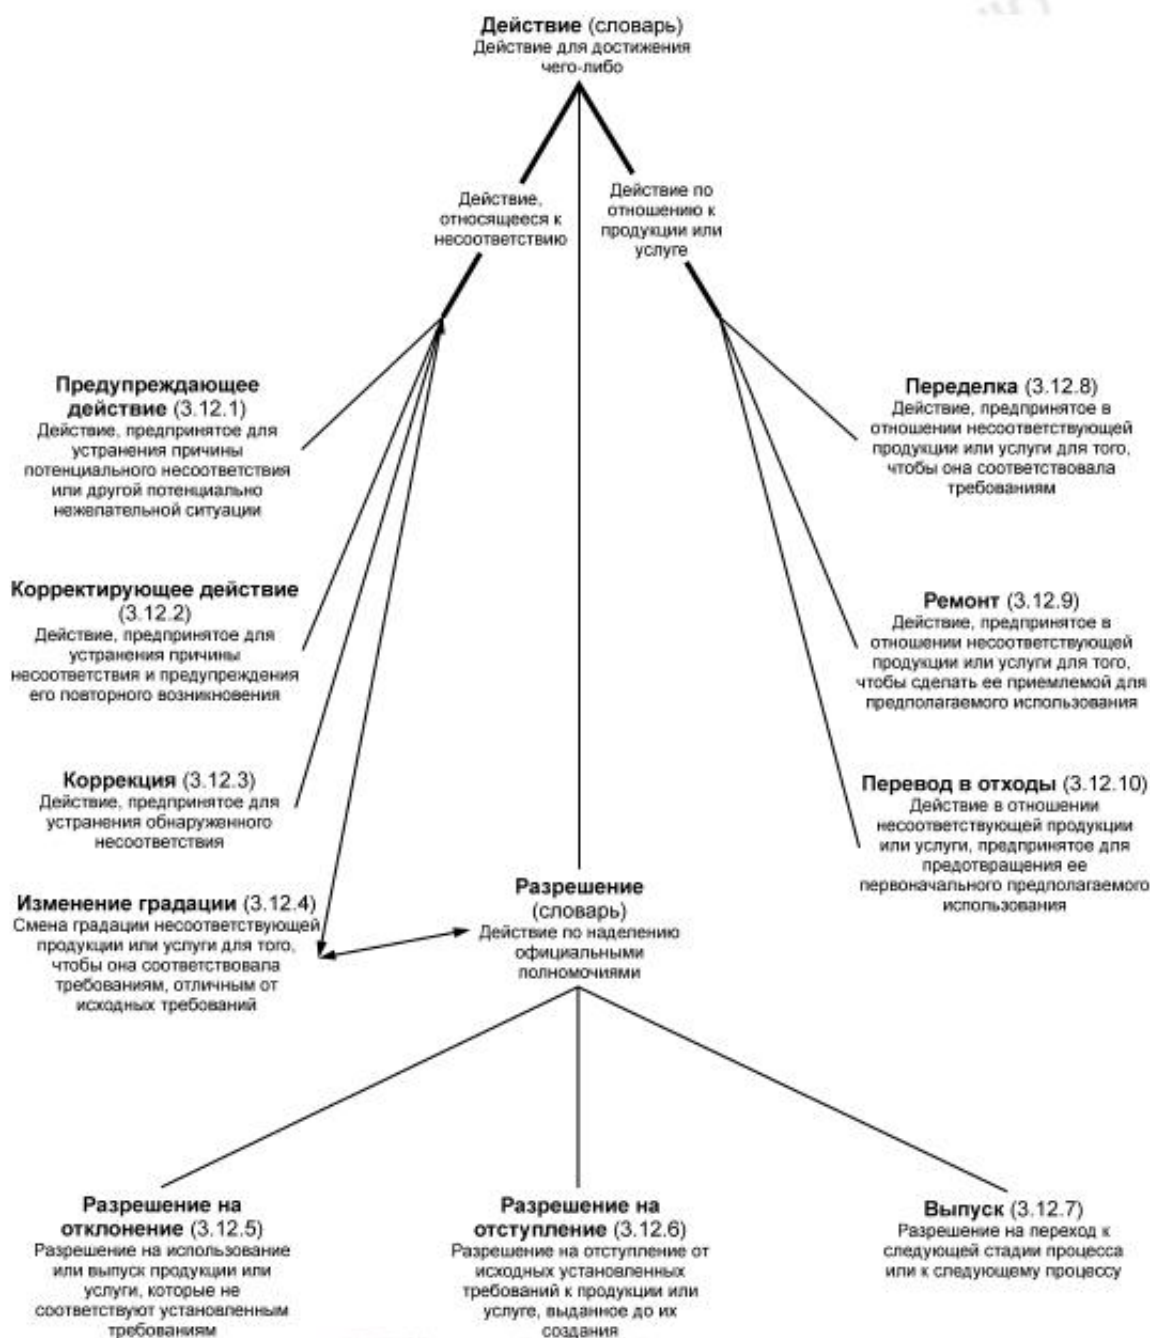 Действие (словарь)
Действие для достижения
чего-либо
Действие,
относящееся к
несоответствию
Действие по
отношению к
продукции или
услуге
Предупреждающее
действие (3.12.1)
Действие, предпринятое для
устранения причины
потенциального несоответствия
или другой потенциально
нежелательной ситуации
Переделка (3.12.8)
Действие, предпринятое в
отношении несоответствующей
продукции или услуги для того,
чтобы она соответствовала
требованиям
Корректирующее действие
(3.12.2)
Действие, предпринятое для
устранения причины
несоответствия и предупреждения
его повторного возникновения
Ремонт (3.12.9)
Действие, предпринятое в
отношении несоответствующей
продукции или услуги для того,
чтобы сделать ее приемлемой для
предполагаемого использования
Коррекция (3.12.3)
Действие, предпринятое для
устранения обнаруженного
несоответствия
Перевод в отходы (3.12.10)
Действие в отношении
несоответствующей продукции
или услуги, предпринятое для
предотвращения ее
первоначального предполагаемого
использования
Изменение градации (3.12.4)
Смена градации несоответствующей
продукции или услуги для того,
чтобы она соответствовала
требованиям, отличным от
исходных требований
Разрешение
(словарь)
Действие по наделению
официальными
полномочиями
Разрешение на
отклонение (3.12.5)
Разрешение на использование
или выпуск продукции или
услуги, которые не
соответствуют установленным
требованиям
Разрешение на
отступление (3.12.6)
Разрешение на отступление от
исходных установленных
требований к продукции или
услуге, выданное до их
создания
Выпуск (3.12.7)
Разрешение на переход к
следующей стадии процесса
или к следующему процессу